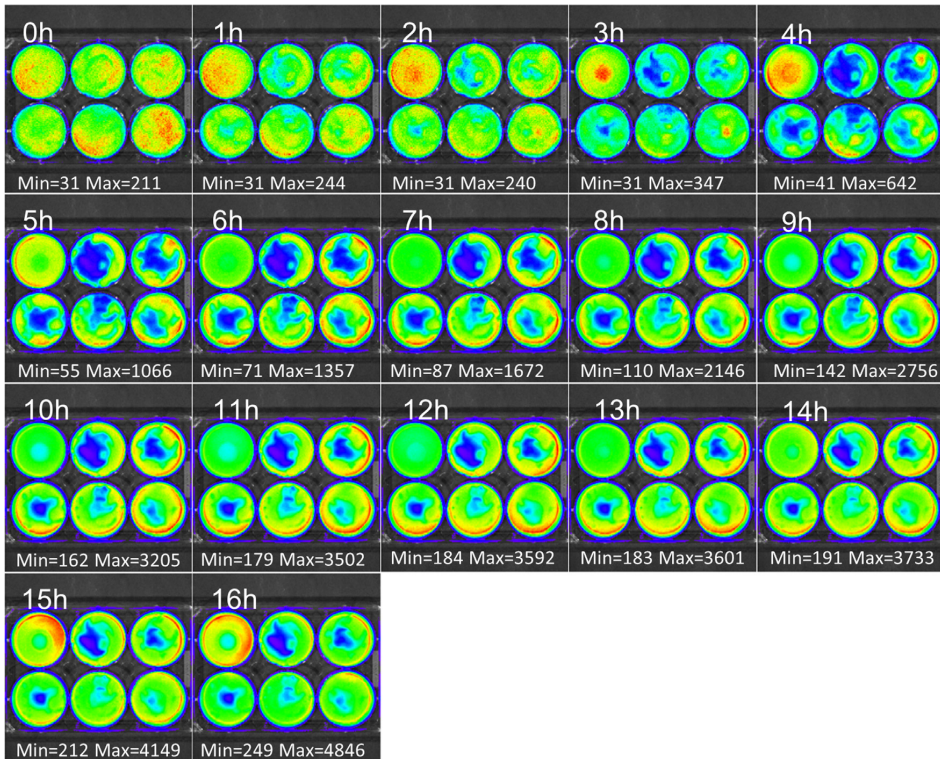 0h 1h 2h 3h 4h
Min=31 Max=211 Min=31 Max=244 Min=31 Max=240 Min=31 Max=347 Min=41 Max=642
5h 6h 7h 8h 9h
Min=55 Max=1066 Min=71 Max=1357 Min=87 Max=1672 Min=110 Max=2146 Min=142 Max=2756
10h 11h 12h 13h 14h
Min=162 Max=3205 Min=179 Max=3502 Min=184 Max=3592 Min=183 Max=3601 Min=191 Max=3733
15h 16h
Min=212 Max=4149 Min=249 Max=4846